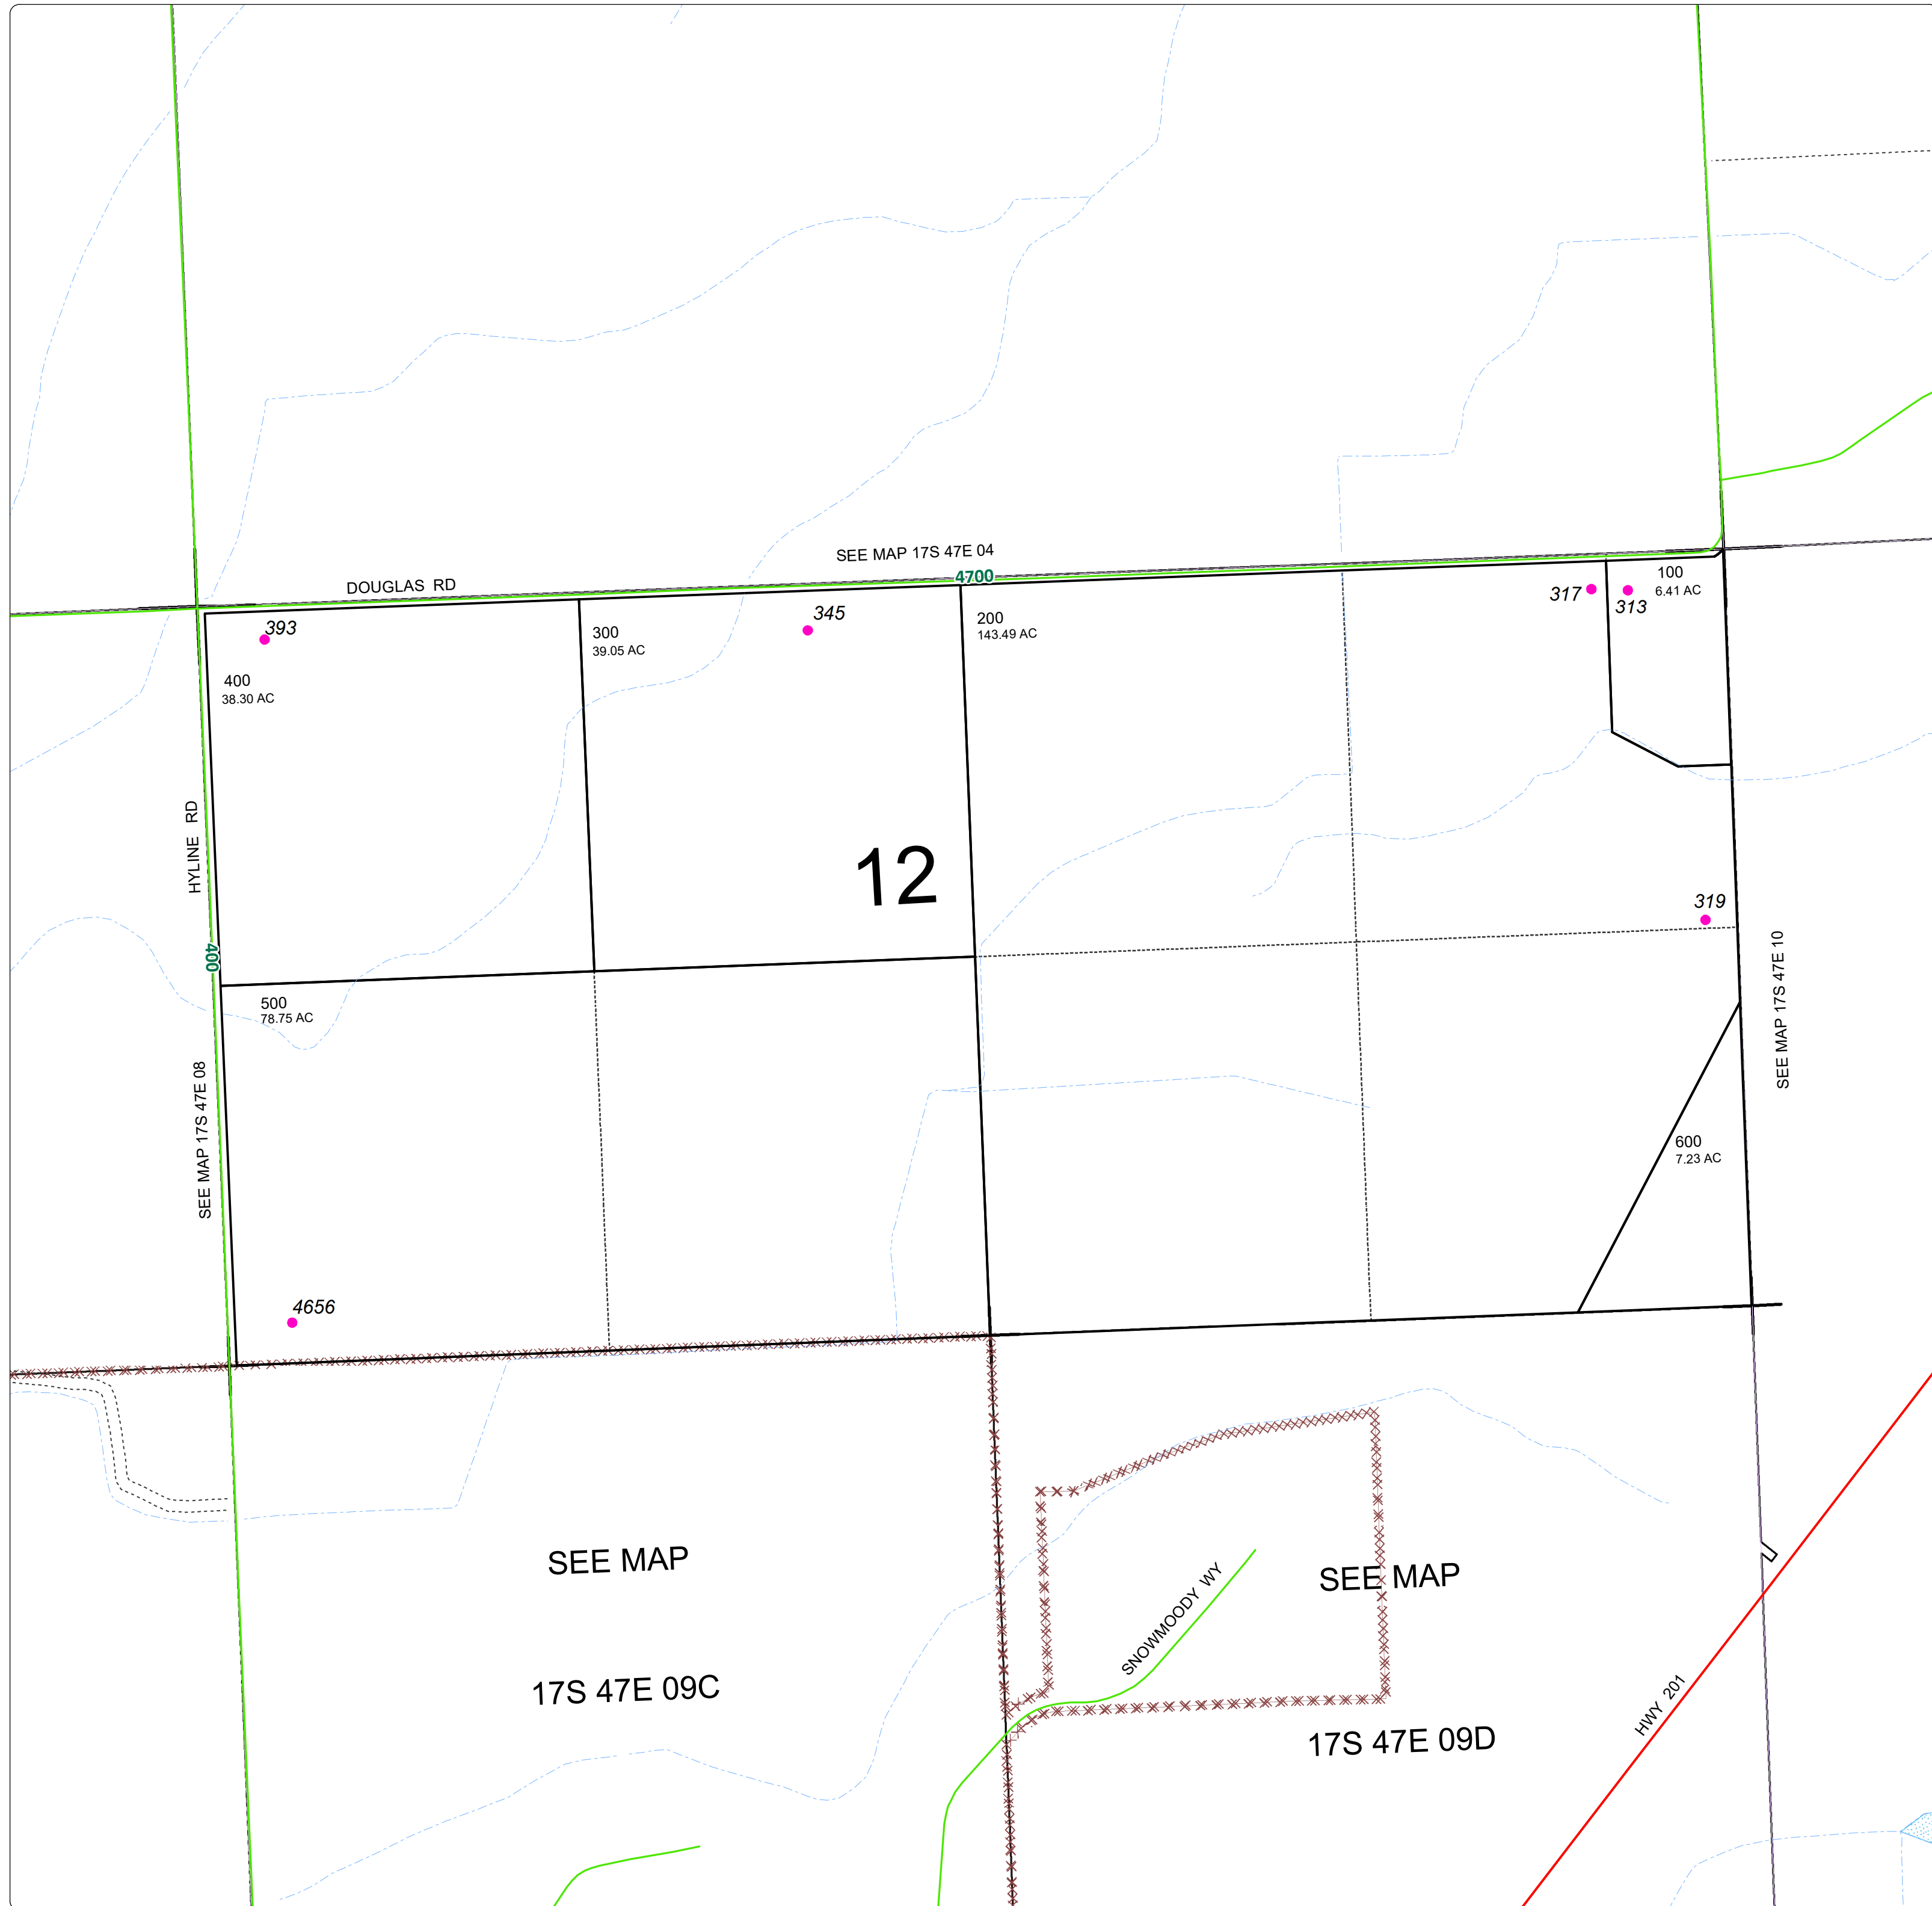 SEE MAP 17S 47E 04
DOUGLAS RD
4700
393
345
317
313
100
6.41 AC
300
39.05 AC
200
143.49 AC
400
38.30 AC
HYLINE RD
12
319
400
SEE MAP 17S 47E 10
500
78.75 AC
SEE MAP 17S 47E 08
600
7.23 AC
4656
SEE MAP
17S 47E 09C
SNOWMOODY WY
SEE MAP
17S 47E 09D
HWY 201